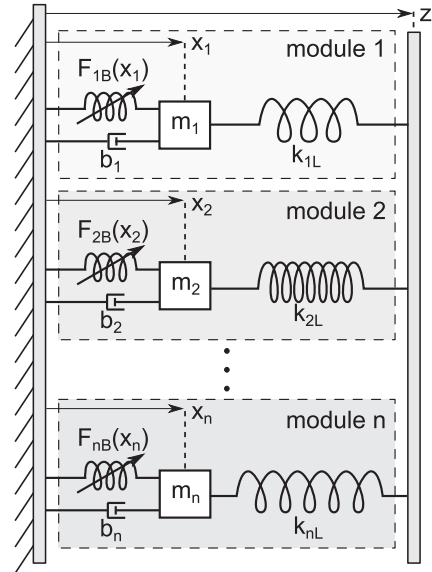 z
x₁ module 1
F₁B(x₁)
m₁
b₁ k₁L
x₂ module 2
F₂B(x₂)
m₂
b₂ k₂L
xₙ module n
FₙB(xₙ)
mₙ
bₙ kₙL